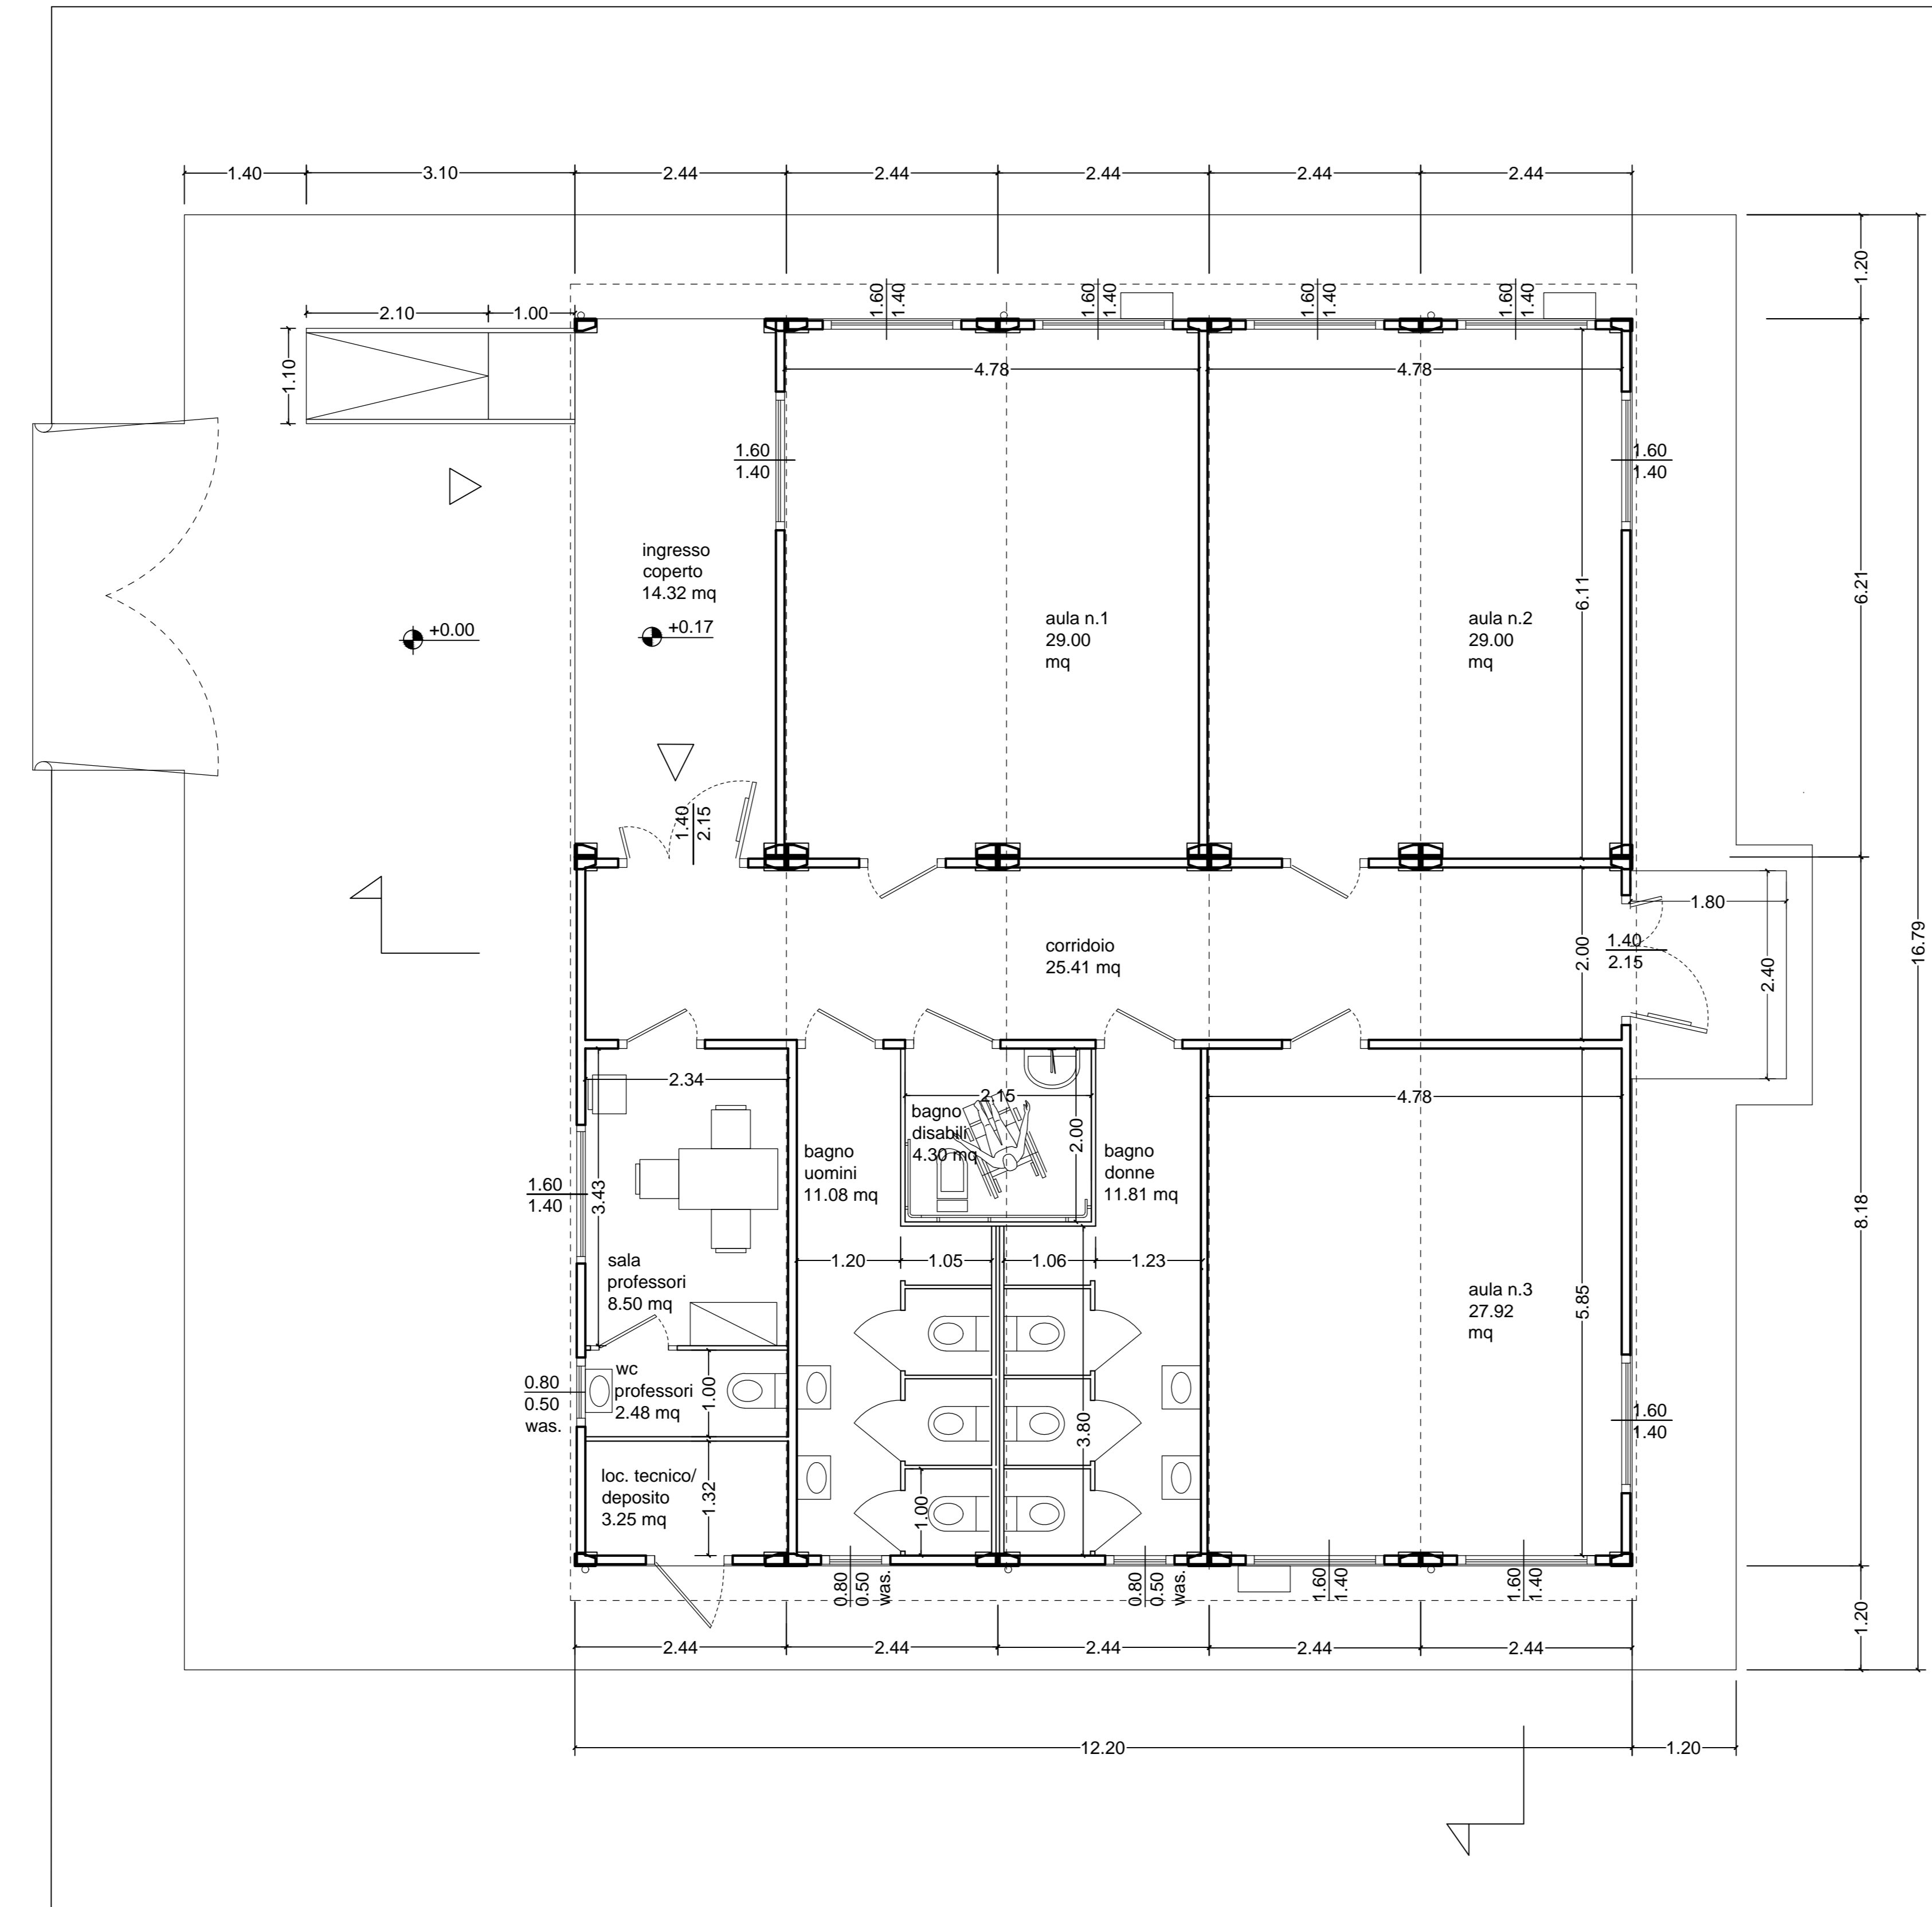 1.40
3.10
2.44
2.44
2.44
2.44
2.44
1.20
2.10
1.00
1.60
1.40
1.60
1.40
1.60
1.40
1.60
1.40
1.10
4.78
4.78
1.60
1.40
1.60
1.40
ingresso
coperto
14.32 mq
+0.00
+0.17
aula n.1
29.00
mq
6.11
aula n.2
29.00
mq
6.21
1.40
2.15
corridoio
25.41 mq
2.00
1.40
2.15
1.80
2.40
16.79
2.34
2.15
4.78
bagno
disabili
4.30 mq
2.00
bagno
uomini
11.08 mq
bagno
donne
11.81 mq
1.60
1.40
3.43
8.18
sala
professori
8.50 mq
1.20
1.05
1.06
1.23
aula n.3
27.92
mq
5.85
wc
professori
2.48 mq
1.00
0.80
0.50
was.
3.80
1.60
1.40
loc. tecnico/
deposito
3.25 mq
1.32
1.00
0.80
0.50
was.
0.80
0.50
was.
1.60
1.40
1.60
1.40
1.20
2.44
2.44
2.44
2.44
2.44
12.20
1.20